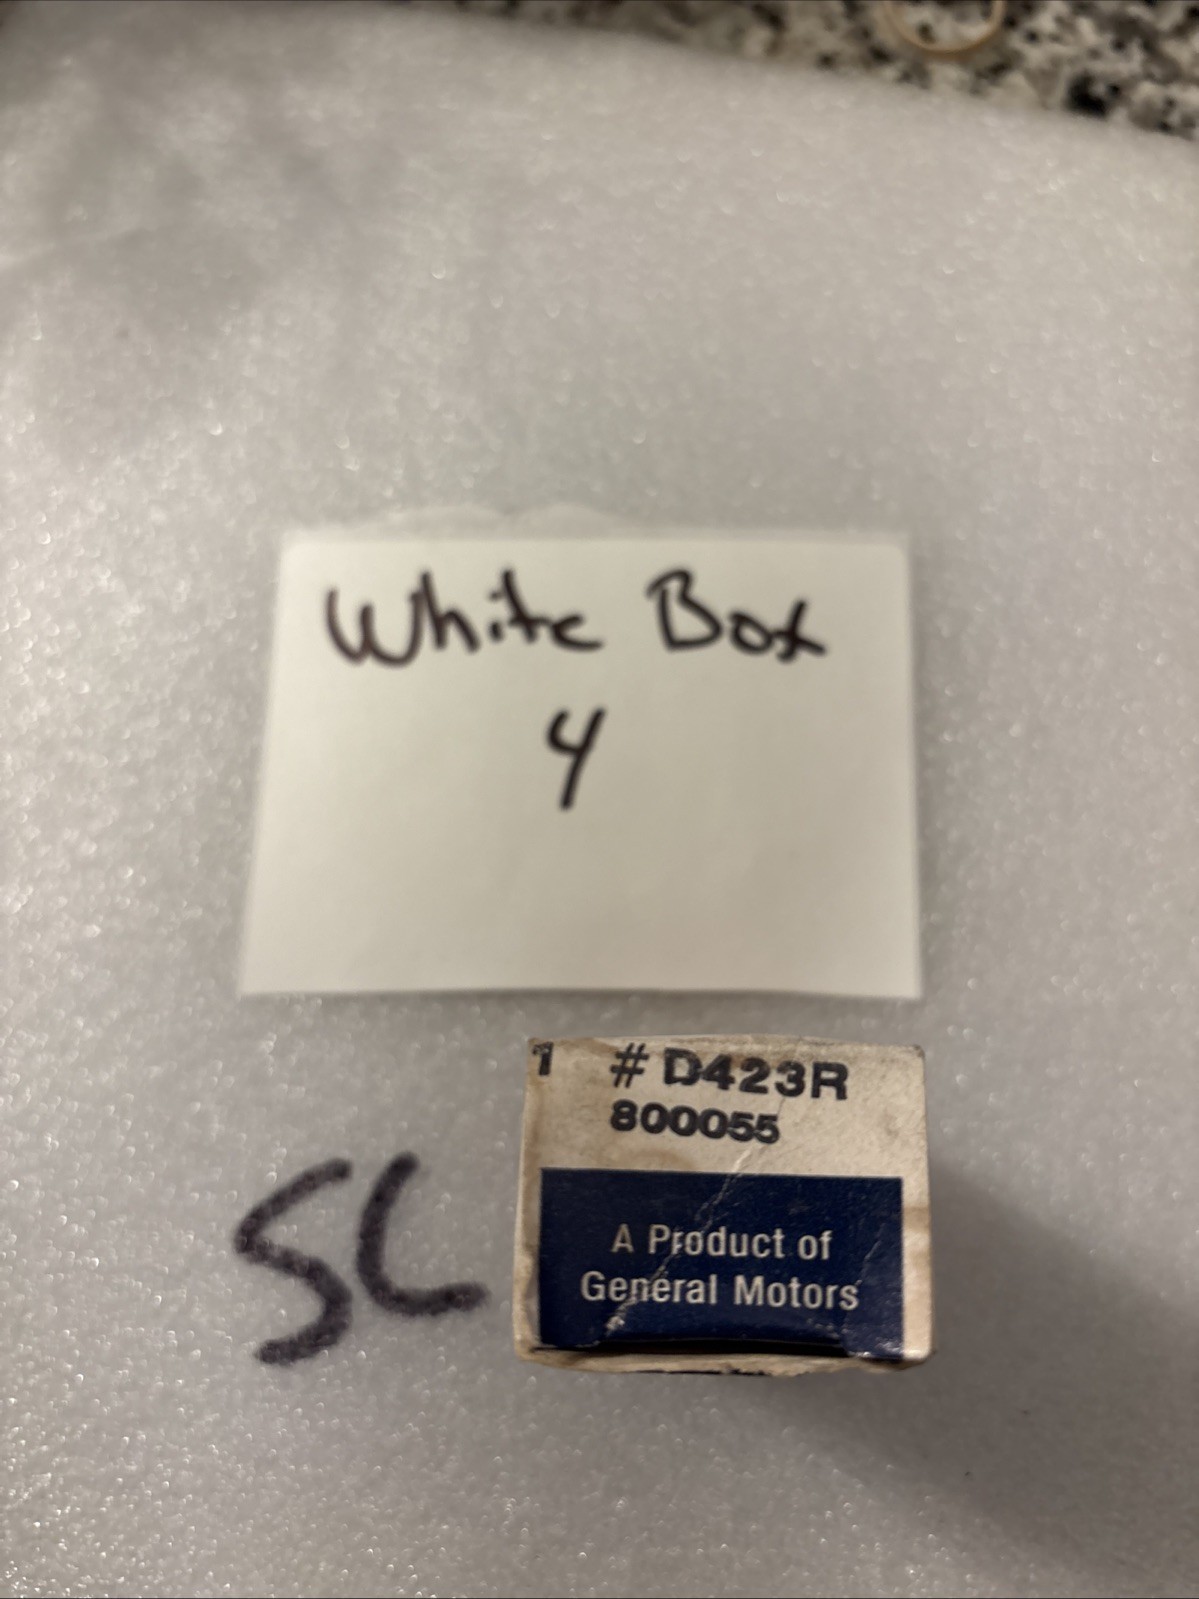 White Box
4
1 # D423R
800055
SC
A Product of
General Motors